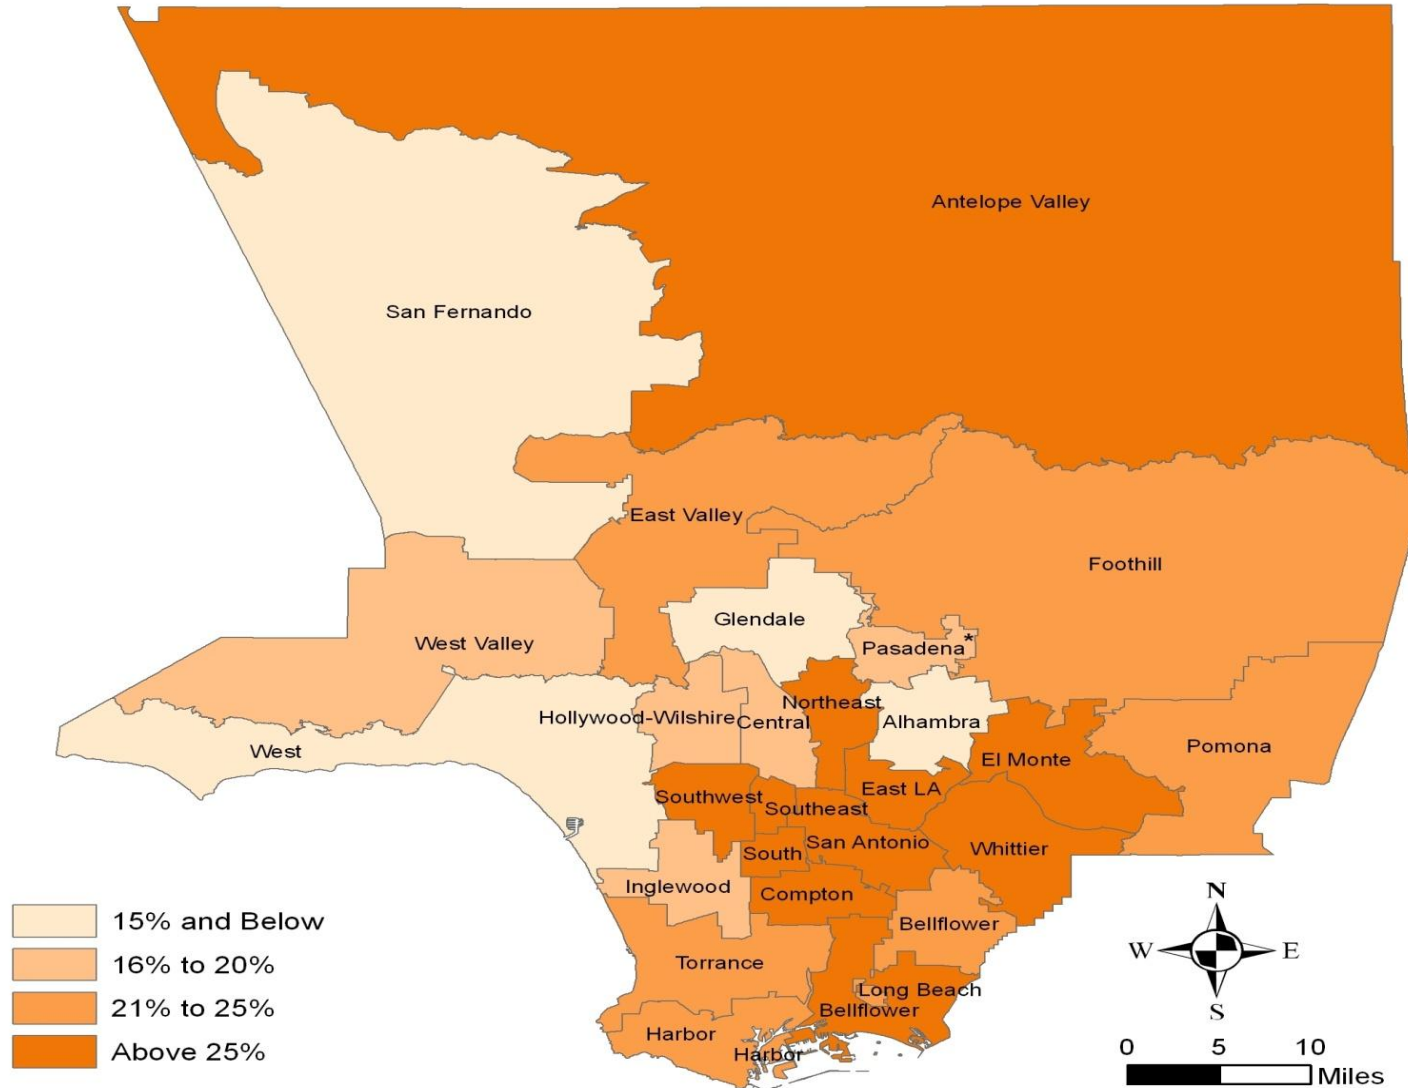 Antelope Valley
San Fernando
East Valley
Foothill
Glendale
West Valley
Pasadena*
Northeast
Hollywood-Wilshire
Central
Alhambra
West
Pomona
El Monte
East LA
Southwest
Southeast
San Antonio
Whittier
South
Inglewood
Compton
Bellflower
Torrance
Long Beach
Bellflower
Harbor
Harbor
15% and Below
16% to 20%
21% to 25%
Above 25%
N
W E
S
0 5 10
Miles